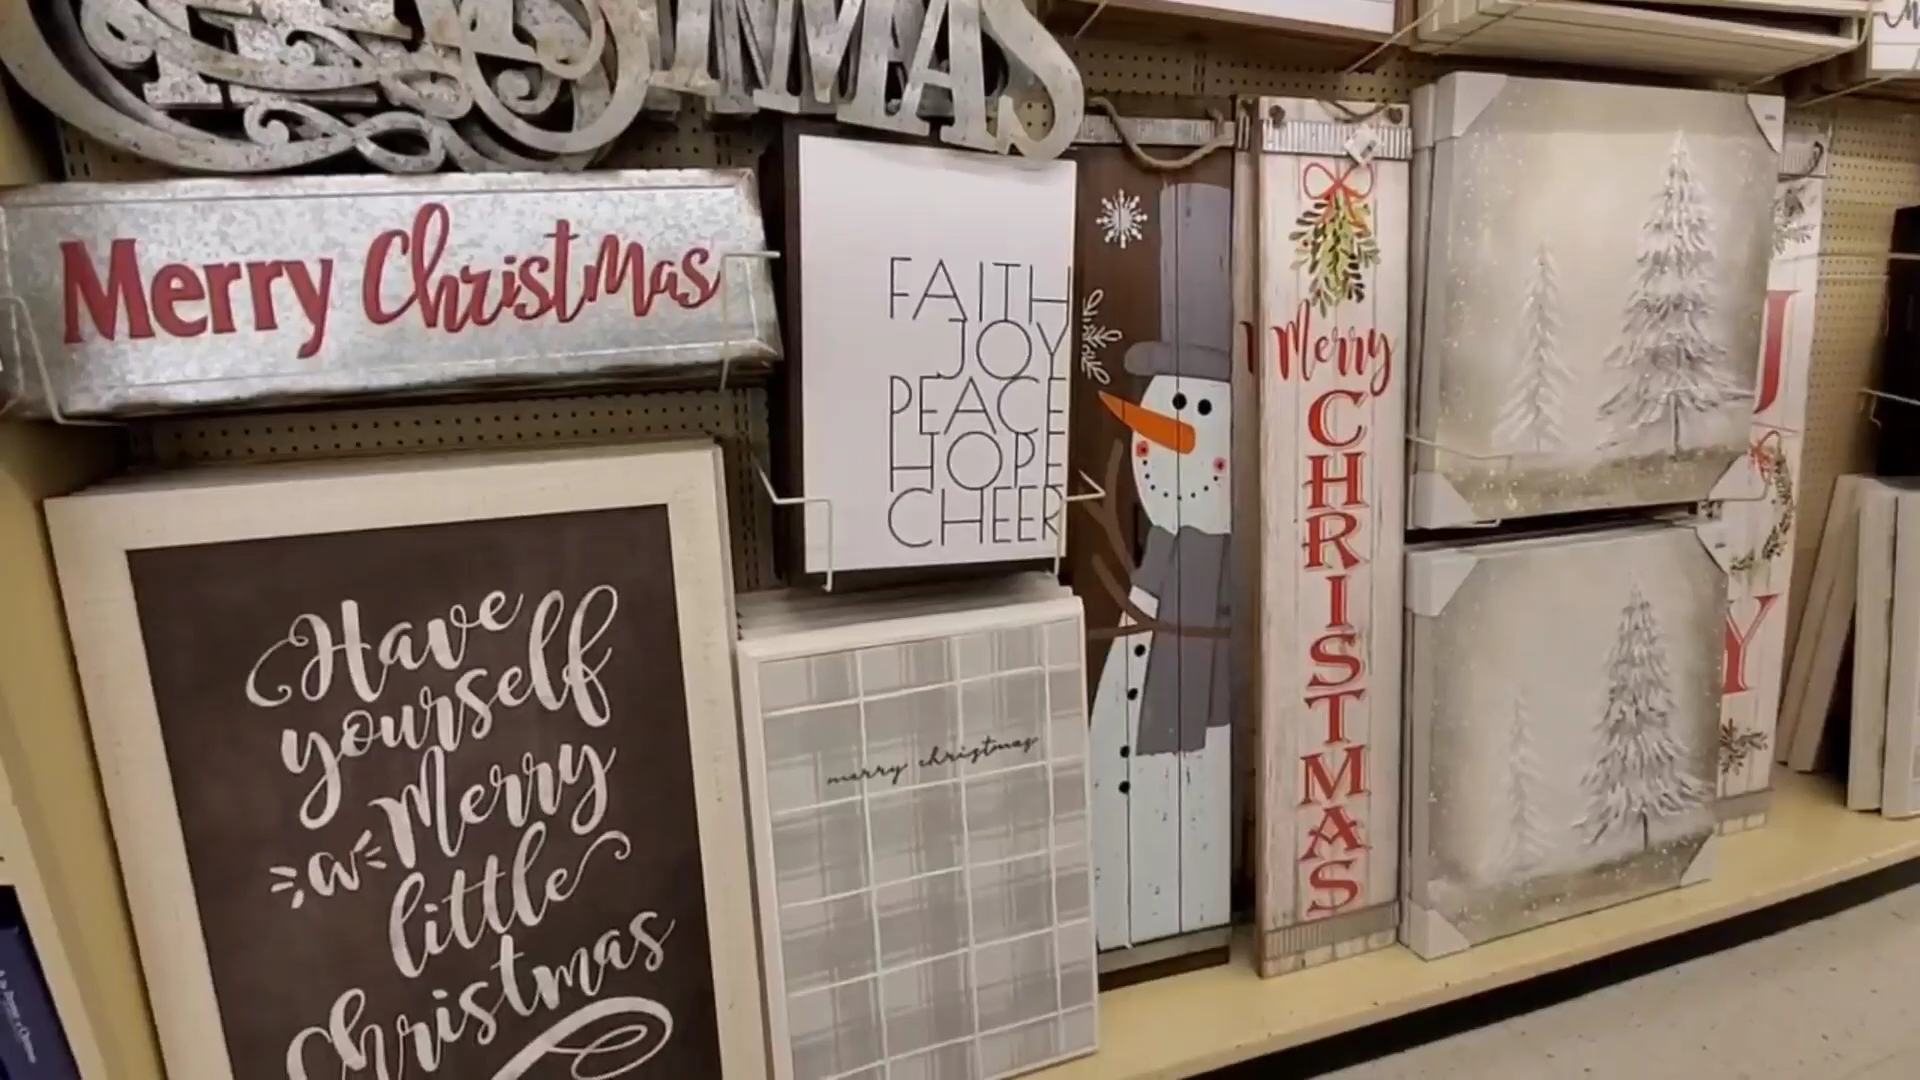 MAS
Merry Christmas
FAITH
JOY
PEACE
HOPE
CHEER
Have
yourself
a Merry
little
Christmas
merry christmas
Merry
CHRISTMAS
J
Y